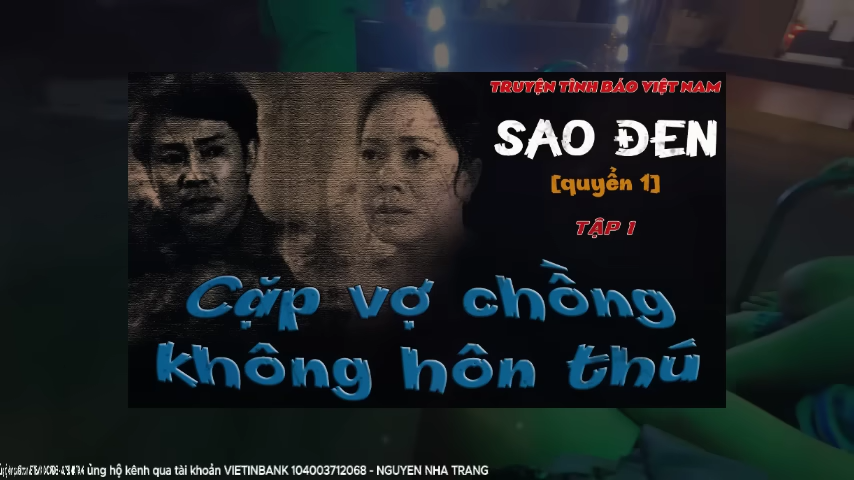 TRUYỆN TÌNH BÁO VIỆT NAM
SAO ĐEN
[quyển 1]
TẬP 1
Cặp vợ chồng
không hôn thú
ủng hộ kênh qua tài khoản VIETINBANK 104003712068 - NGUYEN NHA TRANG